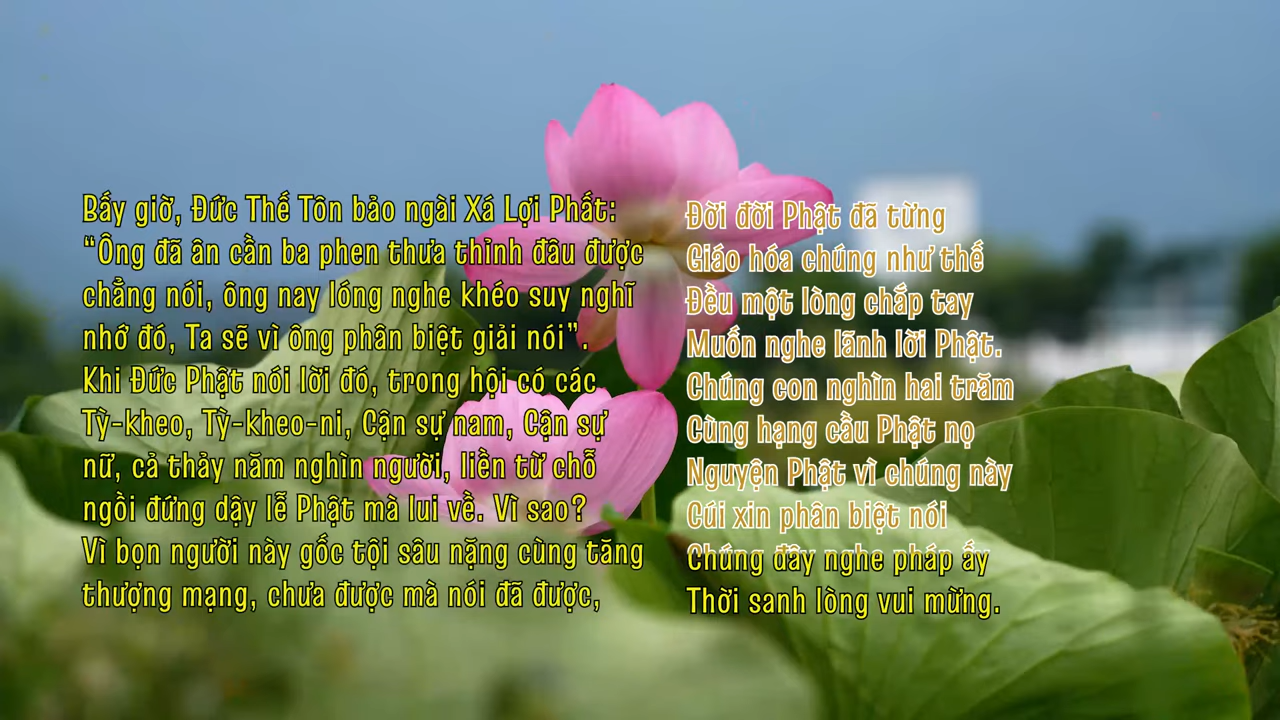 Bấy giờ, Đức Thế Tôn bảo ngài Xá Lợi Phất:
“Ông đã ân cần ba phen thưa thỉnh đâu được
chẳng nói, ông nay lóng nghe khéo suy nghĩ
nhớ đó, Ta sẽ vì ông phân biệt giải nói”.
Khi Đức Phật nói lời đó, trong hội có các
Tỳ-kheo, Tỳ-kheo-ni, Cận sự nam, Cận sự
nữ, cả thảy năm nghìn người, liền từ chỗ
ngồi đứng dậy lễ Phật mà lui về. Vì sao?
Vì bọn người này gốc tội sâu nặng cùng tăng
thượng mạng, chưa được mà nói đã được,
Đời đời Phật đã từng
Giáo hóa chúng như thế
Đều một lòng chắp tay
Muốn nghe lãnh lời Phật.
Chúng con nghìn hai trăm
Cùng hạng cầu Phật nọ
Nguyện Phật vì chúng này
Cúi xin phân biệt nói
Chúng đây nghe pháp ấy
Thời sanh lòng vui mừng.